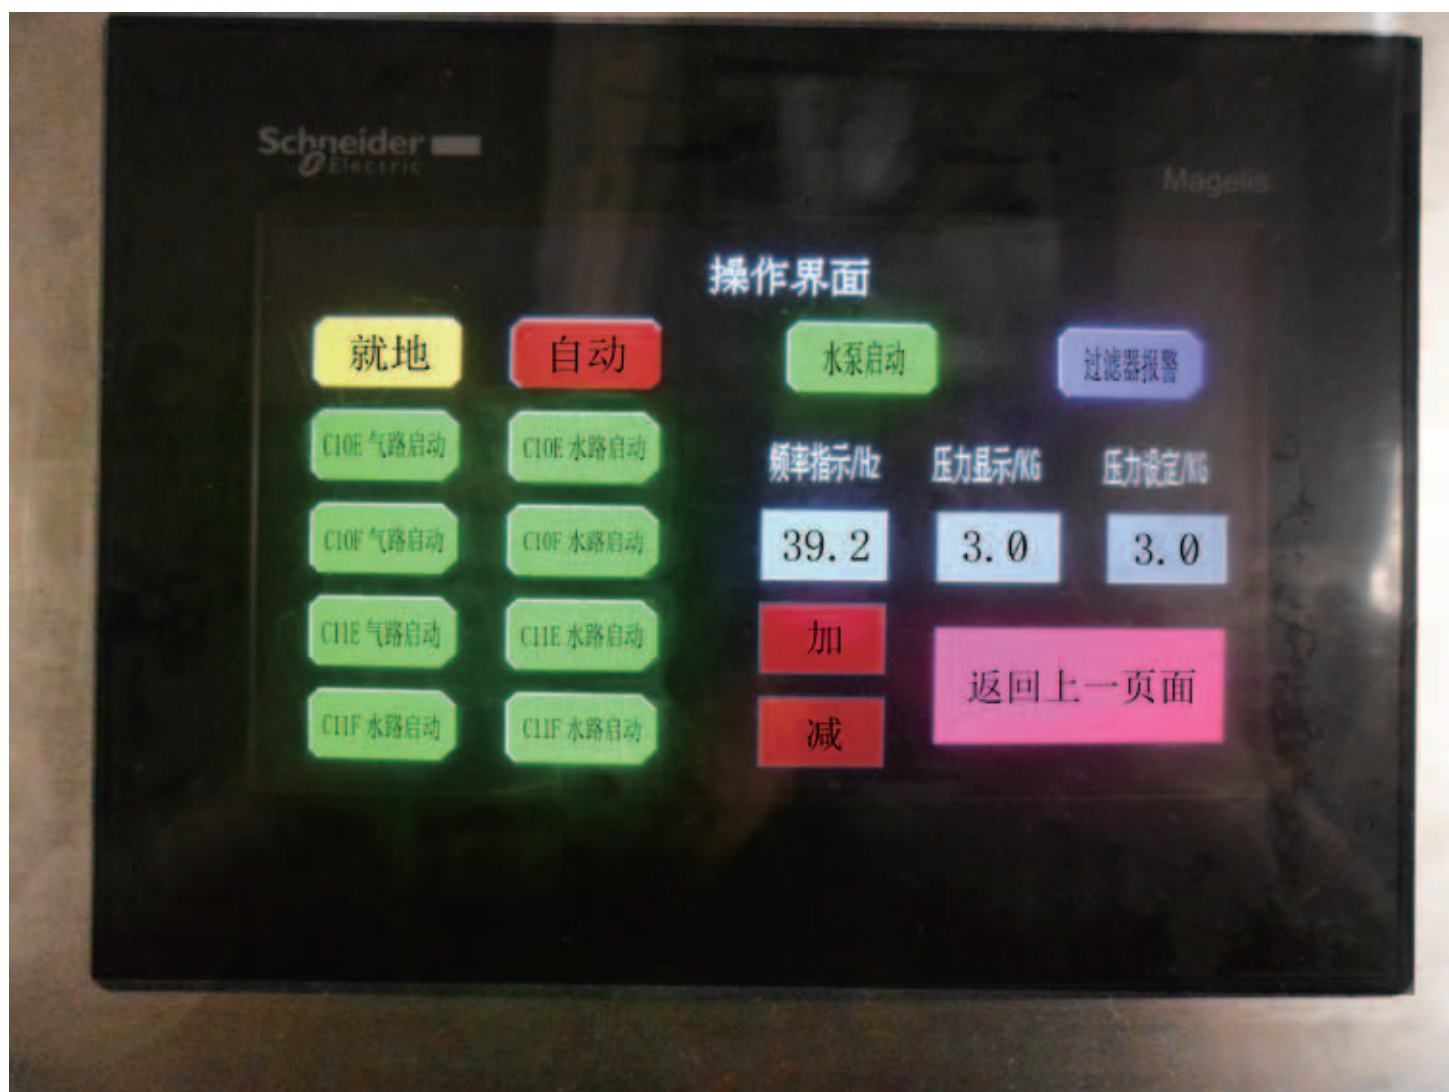 Schneider
Electric
Magelis
操作界面
就地 自动 水泵启动 过滤器报警
C10E 气路启动 C10E 水路启动 频率指示/Hz 压力显示/KG 压力设定/KG
C10F 气路启动 C10F 水路启动 39.2 3.0 3.0
C11E 气路启动 C11E 水路启动 加 返回上一页面
C11F 水路启动 C11F 水路启动 减